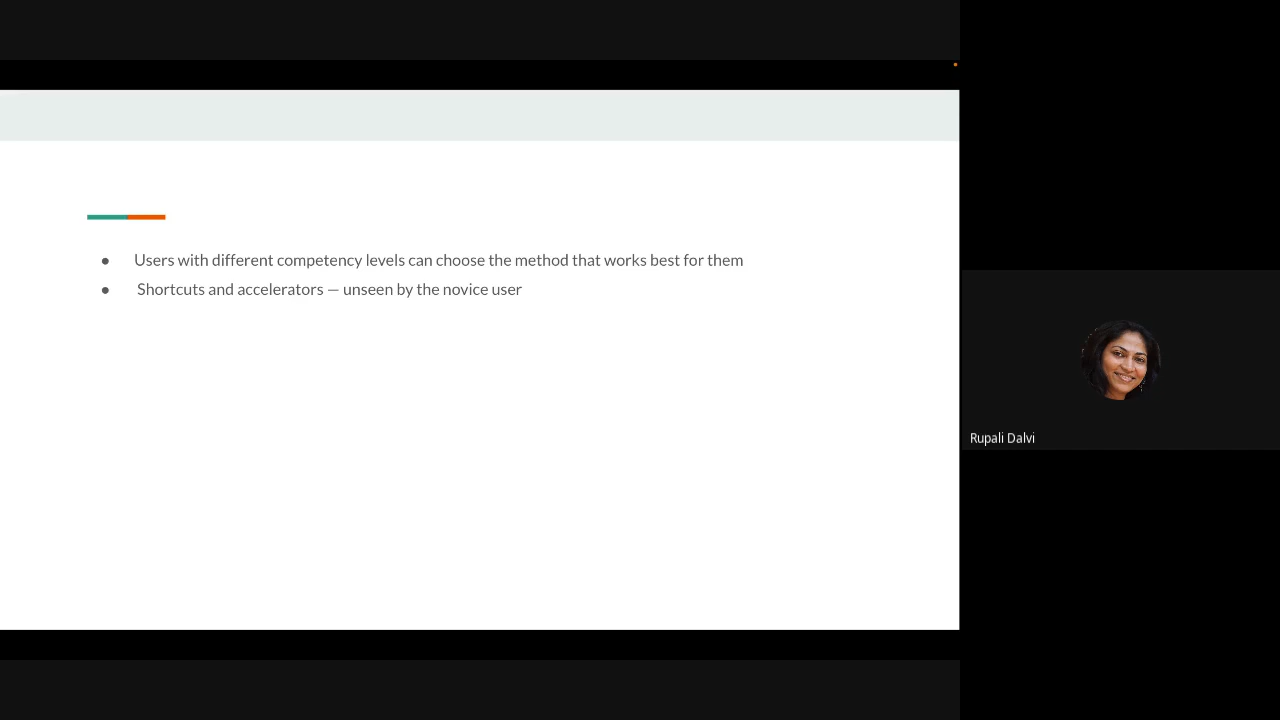 ● Users with different competency levels can choose the method that works best for them
● Shortcuts and accelerators — unseen by the novice user
Rupali Dalvi